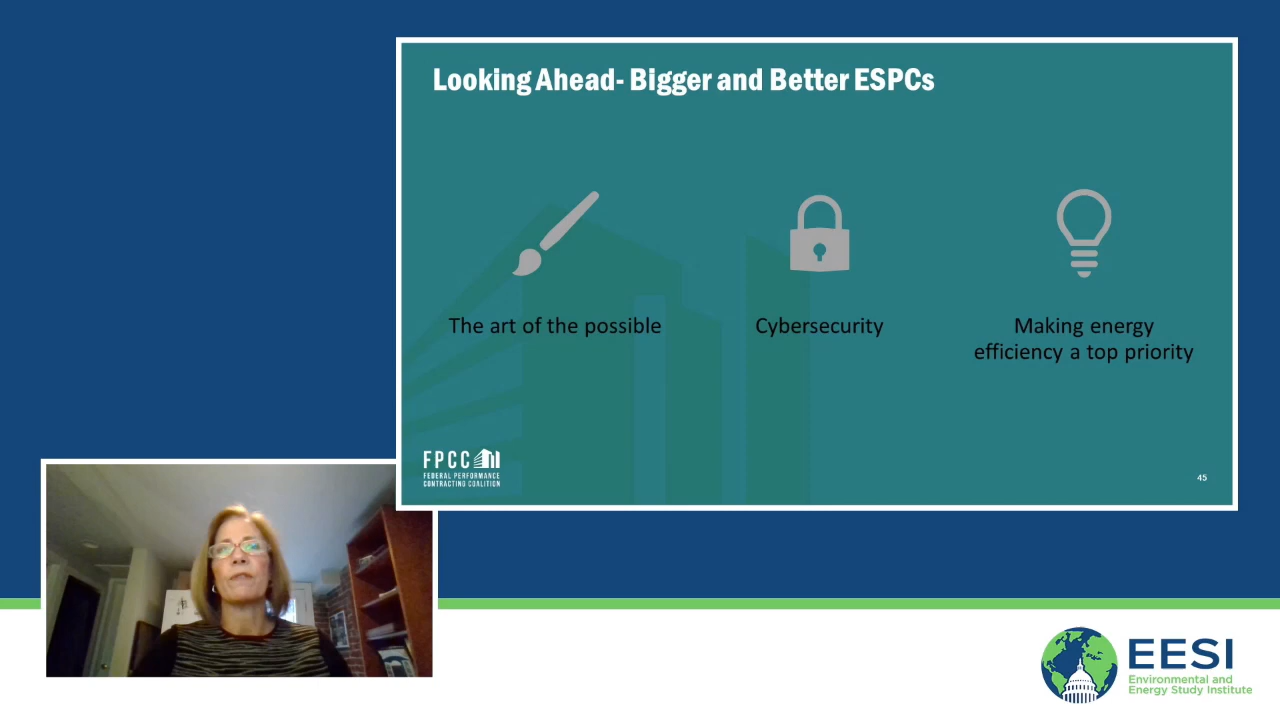 Looking Ahead- Bigger and Better ESPCs
The art of the possible
Cybersecurity
Making energy
efficiency a top priority
FPCC
FEDERAL PERFORMANCE
CONTRACTING COALITION
45
EESI
Environmental and
Energy Study Institute